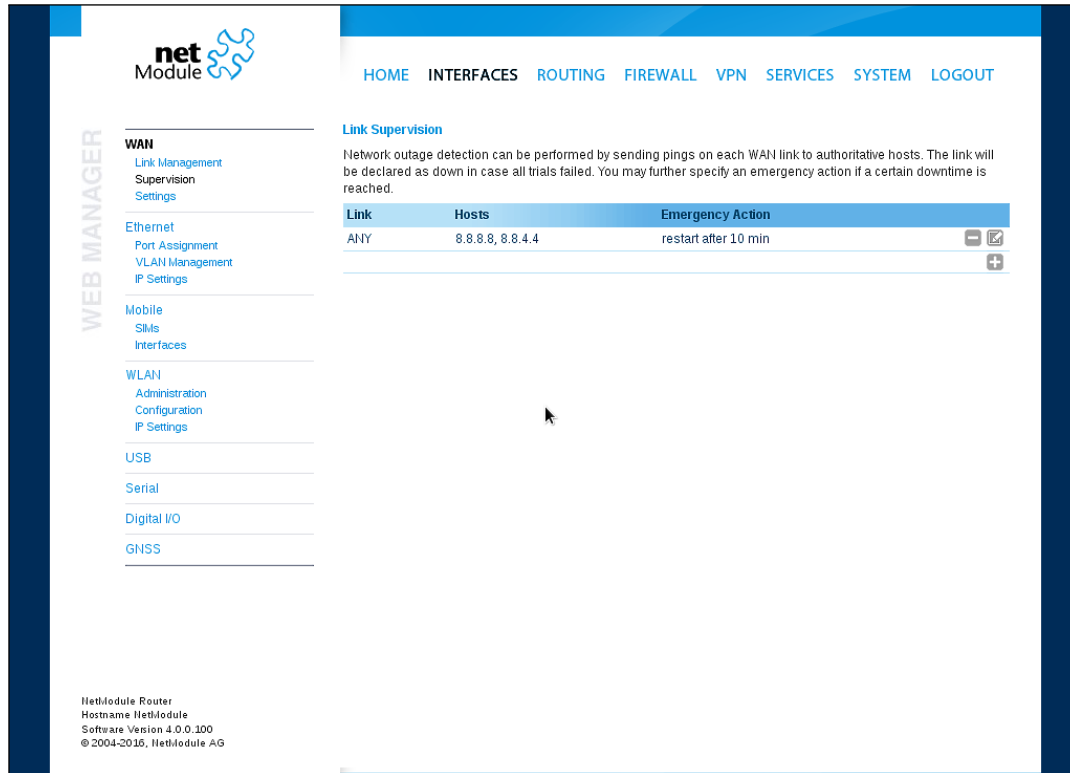 net
Module
HOME INTERFACES ROUTING FIREWALL VPN SERVICES SYSTEM LOGOUT
WEB MANAGER
WAN
Link Management
Supervision
Settings
Ethernet
Port Assignment
VLAN Management
IP Settings
Mobile
SIMs
Interfaces
WLAN
Administration
Configuration
IP Settings
USB
Serial
Digital I/O
GNSS
Link Supervision
Network outage detection can be performed by sending pings on each WAN link to authoritative hosts. The link will
be declared as down in case all trials failed. You may further specify an emergency action if a certain downtime is
reached.
Link Hosts Emergency Action
ANY 8.8.8.8, 8.8.4.4 restart after 10 min
NetModule Router
Hostname NetModule
Software Version 4.0.0.100
© 2004-2016, NetModule AG